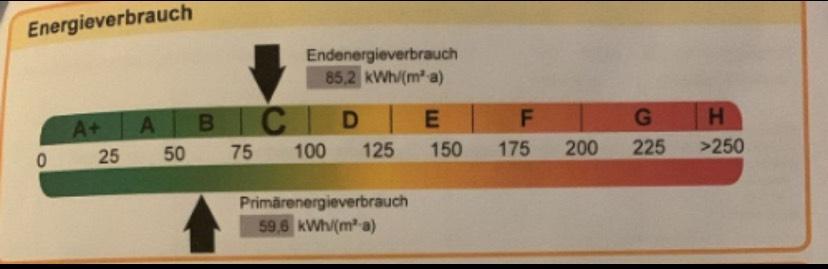 Energieverbrauch
Endenergieverbrauch
85,2 kWh/(m²·a)
A+ A B C D E F G H
0 25 50 75 100 125 150 175 200 225 >250
Primärenergieverbrauch
59,6 kWh/(m²·a)